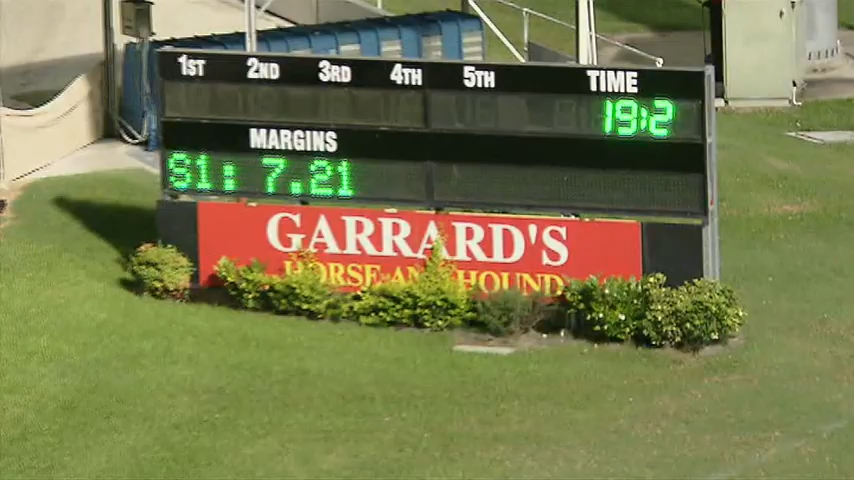 1ST 2ND 3RD 4TH 5TH TIME
19:2
MARGINS
S1: 7.21
GARRARD'S
HORSE AND HOUND